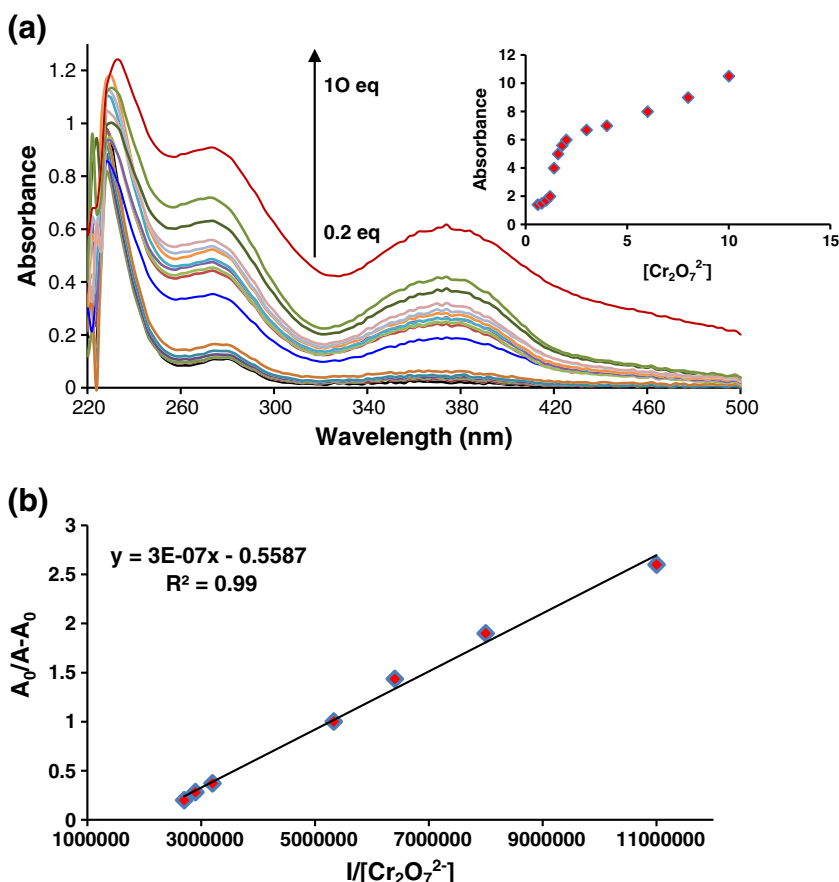 (a)
Absorbance
1.2
1
0.8
0.6
0.4
0.2
0
220 260 300 340 380 420 460 500
Wavelength (nm)
1O eq
0.2 eq
Absorbance
12
10
8
6
4
2
0
0 5 10 15
[Cr₂O₇²⁻]
(b)
y = 3E-07x - 0.5587
R² = 0.99
A₀/A-A₀
3
2.5
2
1.5
1
0.5
0
1000000 3000000 5000000 7000000 9000000 11000000
I/[Cr₂O₇²⁻]